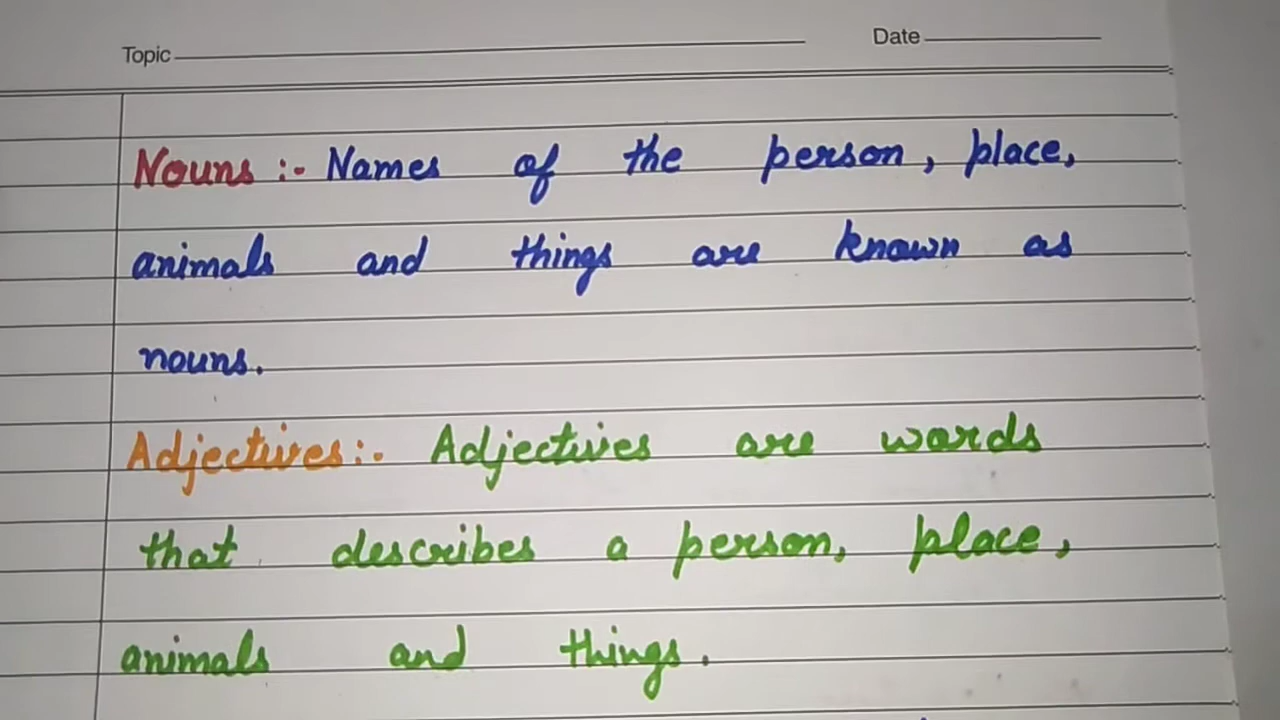 Topic
Date
Nouns :- Names of the person, place,
animals and things are known as
nouns.
Adjectives:- Adjectives are words
that describes a person, place,
animals and things.